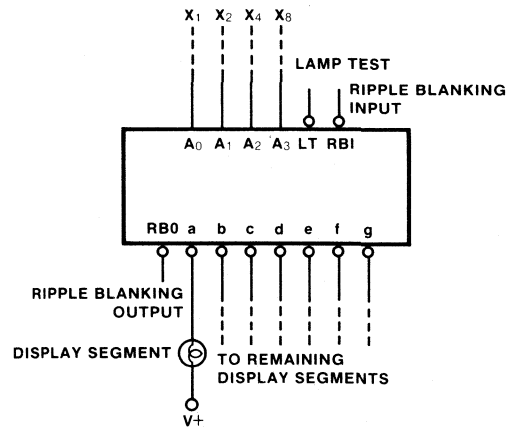 X1 X2 X4 X8
LAMP TEST
RIPPLE BLANKING
INPUT
A0 A1 A2 A3 LT RBI
RB0 a b c d e f g
RIPPLE BLANKING
OUTPUT
DISPLAY SEGMENT
TO REMAINING
DISPLAY SEGMENTS
V+